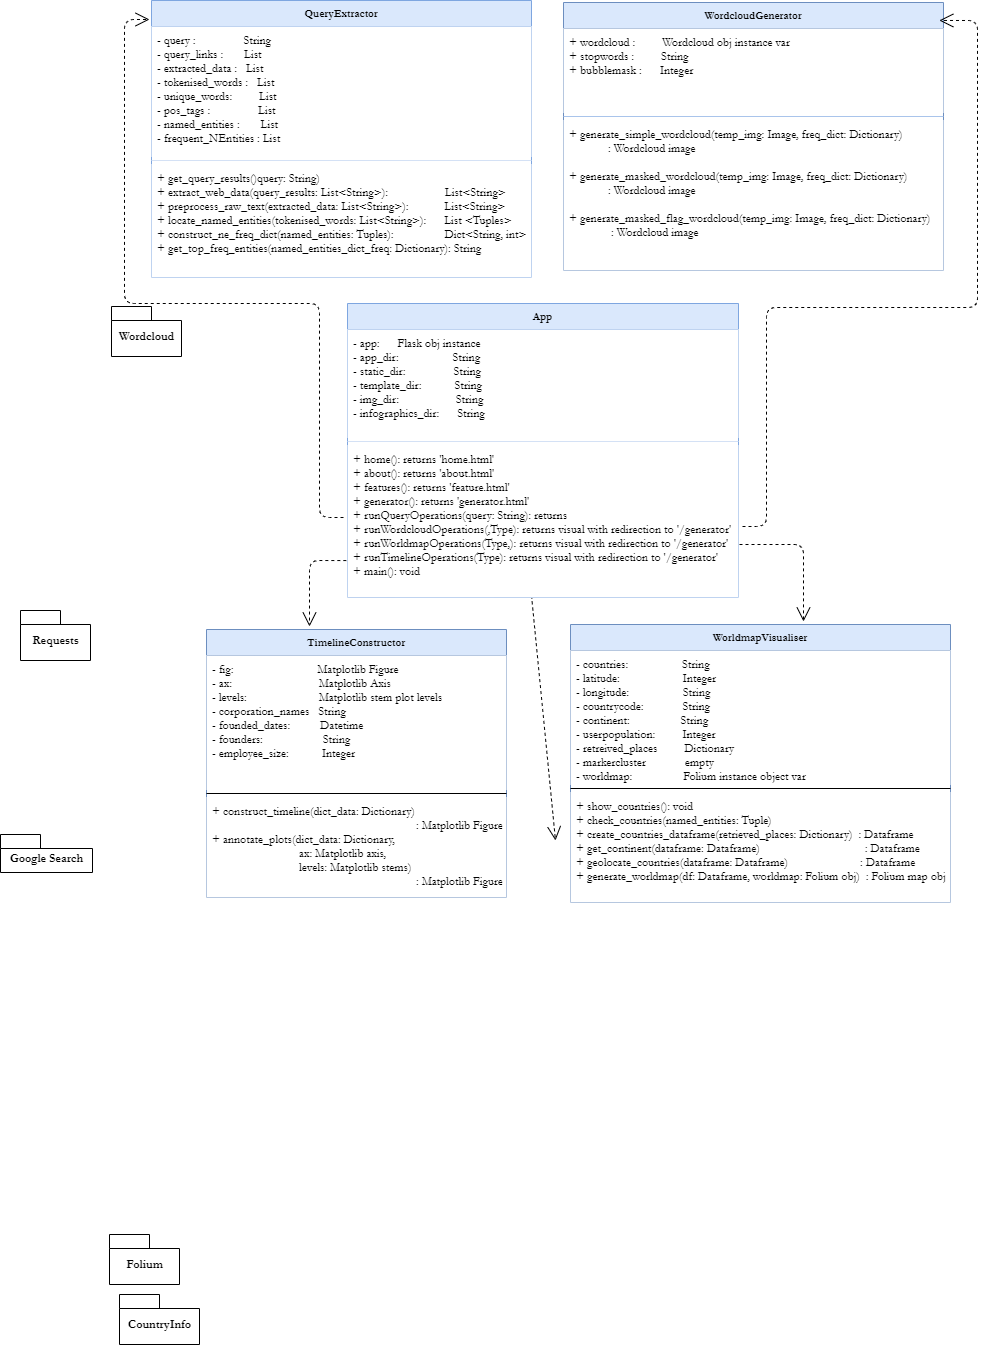 QueryExtractor
- query : String
- query_links : List
- extracted_data : List
- tokenised_words : List
- unique_words: List
- pos_tags : List
- named_entities : List
- frequent_NEntities : List
+ get_query_results()query: String)
+ extract_web_data(query_results: List<String>): List<String>
+ preprocess_raw_text(extracted_data: List<String>): List<String>
+ locate_named_entities(tokenised_words: List<String>): List <Tuples>
+ construct_ne_freq_dict(named_entities: Tuples): Dict<String, int>
+ get_top_freq_entities(named_entities_dict_freq: Dictionary): String
WordcloudGenerator
+ wordcloud : Wordcloud obj instance var
+ stopwords : String
+ bubblemask : Integer
+ generate_simple_wordcloud(temp_img: Image, freq_dict: Dictionary)
: Wordcloud image
+ generate_masked_wordcloud(temp_img: Image, freq_dict: Dictionary)
: Wordcloud image
+ generate_masked_flag_wordcloud(temp_img: Image, freq_dict: Dictionary)
: Wordcloud image
Wordcloud
App
- app: Flask obj instance
- app_dir: String
- static_dir: String
- template_dir: String
- img_dir: String
- infographics_dir: String
+ home(): returns 'home.html'
+ about(): returns 'about.html'
+ features(): returns 'feature.html'
+ generator(): returns 'generator.html'
+ runQueryOperations(query: String): returns
+ runWordcloudOperations(,Type): returns visual with redirection to '/generator'
+ runWorldmapOperations(Type,): returns visual with redirection to '/generator'
+ runTimelineOperations(Type): returns visual with redirection to '/generator'
+ main(): void
Requests
TimelineConstructor
- fig: Matplotlib Figure
- ax: Matplotlib Axis
- levels: Matplotlib stem plot levels
- corporation_names String
- founded_dates: Datetime
- founders: String
- employee_size: Integer
+ construct_timeline(dict_data: Dictionary)
: Matplotlib Figure
+ annotate_plots(dict_data: Dictionary,
ax: Matplotlib axis,
levels: Matplotlib stems)
: Matplotlib Figure
WorldmapVisualiser
- countries: String
- latitude: Integer
- longitude: String
- countrycode: String
- continent: String
- userpopulation: Integer
- retreived_places Dictionary
- markercluster empty
- worldmap: Folium instance object var
+ show_countries(): void
+ check_countries(named_entities: Tuple)
+ create_countries_dataframe(retrieved_places: Dictionary) : Dataframe
+ get_continent(dataframe: Dataframe) : Dataframe
+ geolocate_countries(dataframe: Dataframe) : Dataframe
+ generate_worldmap(df: Dataframe, worldmap: Folium obj) : Folium map obj
Google Search
Folium
CountryInfo